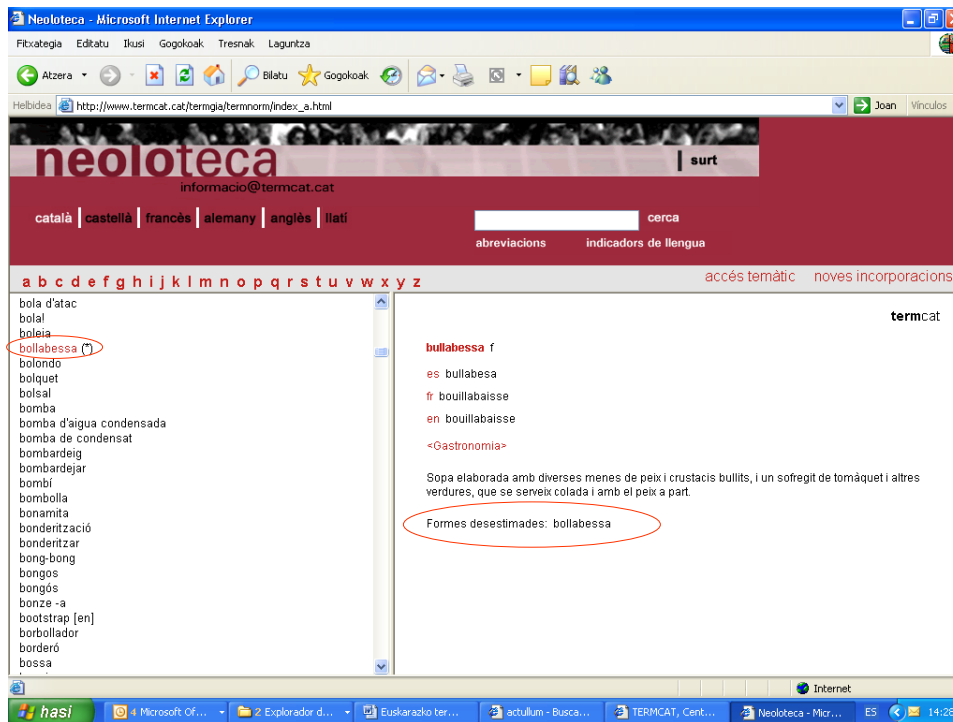 Neoloteca - Microsoft Internet Explorer
Fitxategia Editatu Ikusi Gogokoak Tresnak Laguntza
Atzera Bilatu Gogokoak
Helbidea http://www.termcat.cat/termgia/termnorm/index_a.html Joan Vínculos
neoloteca
surt
informacio@termcat.cat
català castellà francès alemany anglès llatí
cerca
abreviacions indicadors de llengua
a b c d e f g h i j k l m n o p q r s t u v w x y z
accés temàtic noves incorporacions
bola d'atac
bola!
boleia
bollabessa (*)
bolondo
bolquet
bolsal
bomba
bomba d'aigua condensada
bomba de condensat
bombardeig
bombardejar
bombí
bombolla
bonamita
bonderització
bonderitzar
bong-bong
bongos
bongós
bonze -a
bootstrap [en]
borbollador
borderó
bossa
termcat
bullabessa f
es bullabesa
fr bouillabaisse
en bouillabaisse
<Gastronomia>
Sopa elaborada amb diverses menes de peix i crustacis bullits, i un sofregit de tomàquet i altres
verdures, que se serveix colada i amb el peix a part.
Formes desestimades: bollabessa
Internet
hasi 4 Microsoft Of... 2 Explorador d... Euskarazko ter... actullum - Busca... TERMCAT, Cent... Neoloteca - Micr... ES 14:28